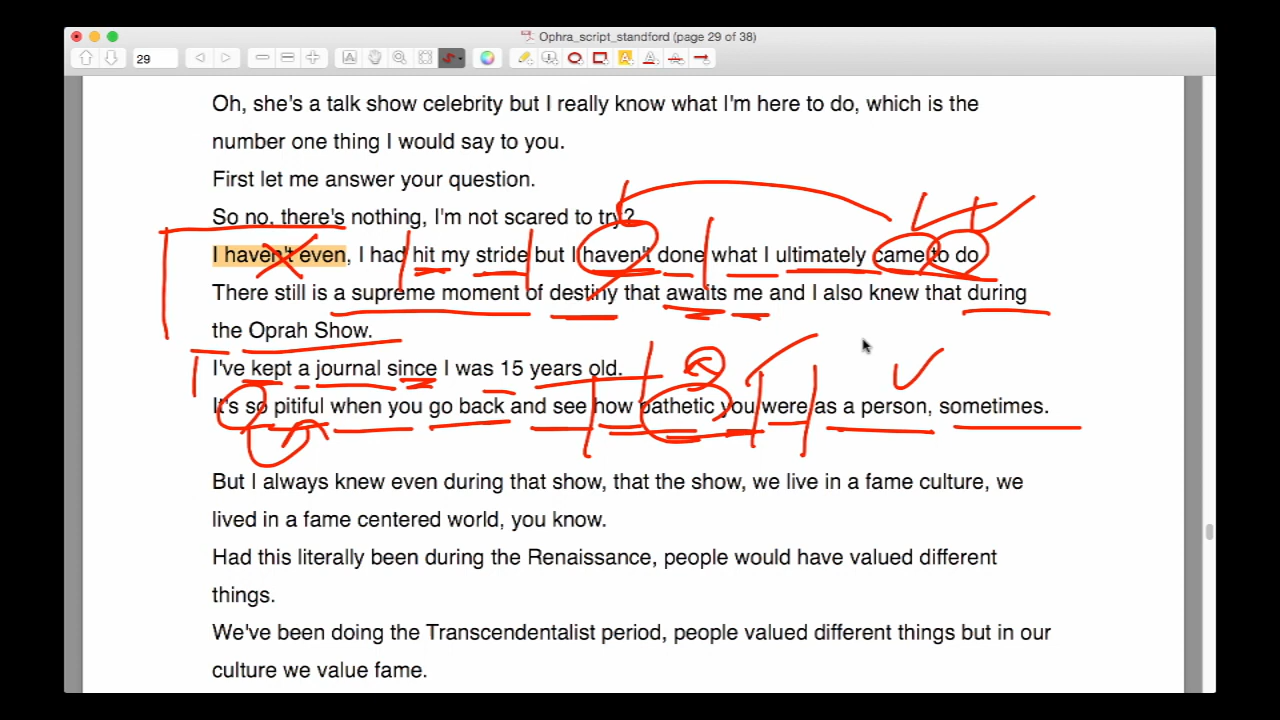 Ophra_script_standford (page 29 of 38)
29
Oh, she's a talk show celebrity but I really know what I'm here to do, which is the
number one thing I would say to you.
First let me answer your question.
So no, there's nothing, I'm not scared to try?
I haven't even, I had hit my stride but I haven't done what I ultimately came to do
There still is a supreme moment of destiny that awaits me and I also knew that during
the Oprah Show.
I've kept a journal since I was 15 years old.
It's so pitiful when you go back and see how pathetic you were as a person, sometimes.
But I always knew even during that show, that the show, we live in a fame culture, we
lived in a fame centered world, you know.
Had this literally been during the Renaissance, people would have valued different
things.
We've been doing the Transcendentalist period, people valued different things but in our
culture we value fame.